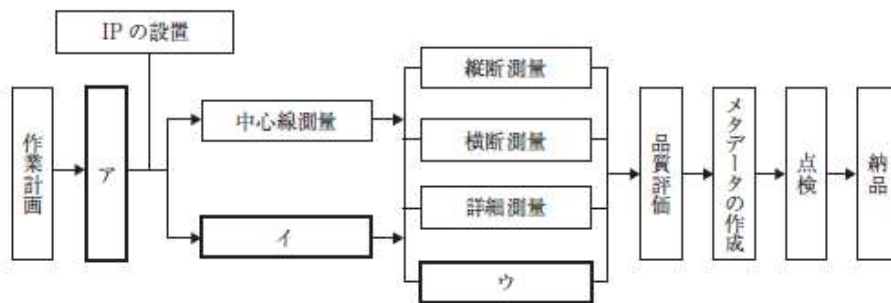 IPの設置
作業計画
ア
中心線測量
イ
縦断測量
横断測量
詳細測量
ウ
品質評価
メタデータの作成
点検
納品